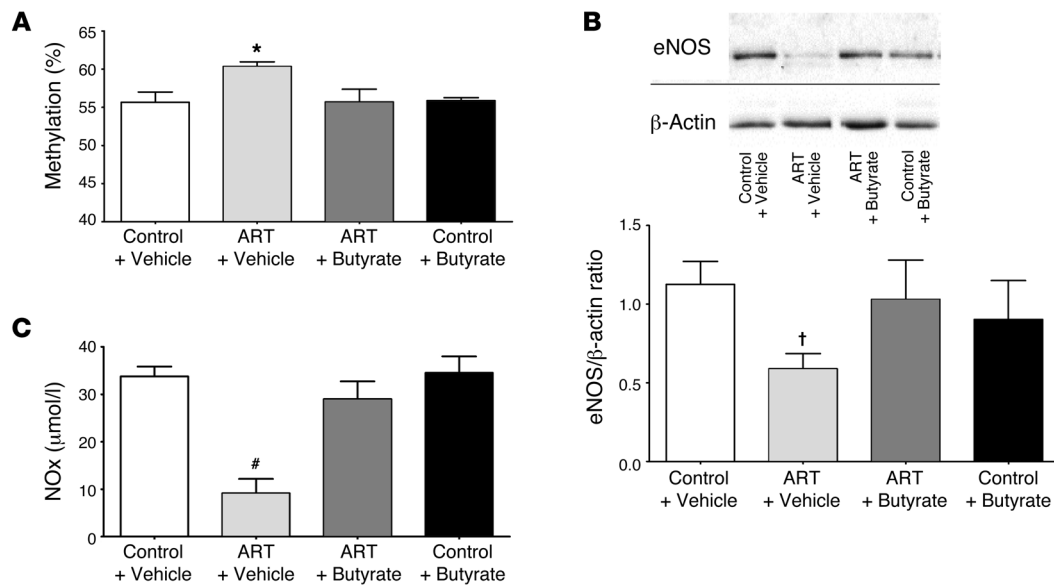 A
Methylation (%)
65
60
55
50
45
40
*
Control
+ Vehicle
ART
+ Vehicle
ART
+ Butyrate
Control
+ Butyrate
B
eNOS
β-Actin
Control
+ Vehicle
ART
+ Vehicle
ART
+ Butyrate
Control
+ Butyrate
eNOS/β-actin ratio
1.5
1.0
0.5
0.0
†
Control
+ Vehicle
ART
+ Vehicle
ART
+ Butyrate
Control
+ Butyrate
C
NOx (μmol/l)
40
30
20
10
0
#
Control
+ Vehicle
ART
+ Vehicle
ART
+ Butyrate
Control
+ Butyrate